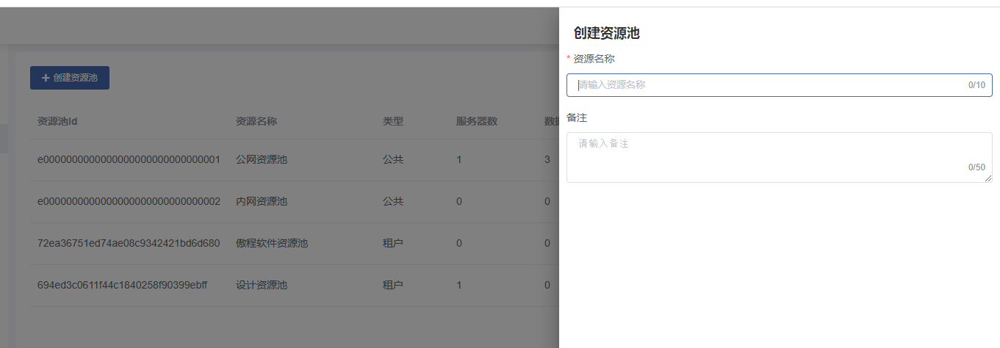 创建资源池
* 资源名称
请输入资源名称 0/10
备注
请输入备注
0/50
+ 创建资源池
资源池Id 资源名称 类型 服务器数
e0000000000000000000000000000001 公网资源池 公共 1 3
e0000000000000000000000000000002 内网资源池 公共 0 0
72ea36751ed74ae08c9342421bd6d680 傲程软件资源池 租户 0 0
694ed3c0611f44c1840258f90399ebff 设计资源池 租户 1 0